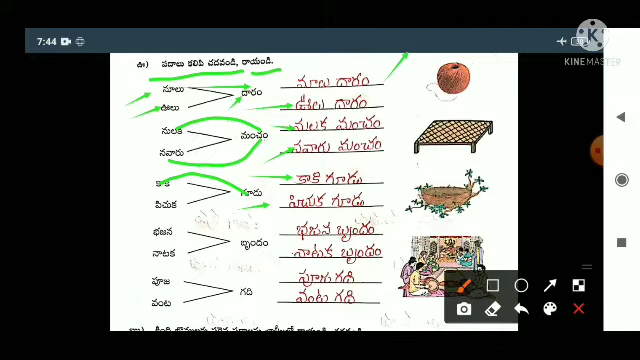 7:44
KINEMASTER
ఊ) పదాలు కలిపి చదవండి, రాయండి.
నూలు దారం నూలు దారం
ఊలు ఊలు దారం
నులక మంచం నులక మంచం
నవారు నవారు మంచం
కాకి గూడు కాకి గూడు
పిచుక పిచుక గూడు
భజన బృందం భజన బృందం
నాటక నాటక బృందం
పూజ గది పూజ గది
వంట వంట గది